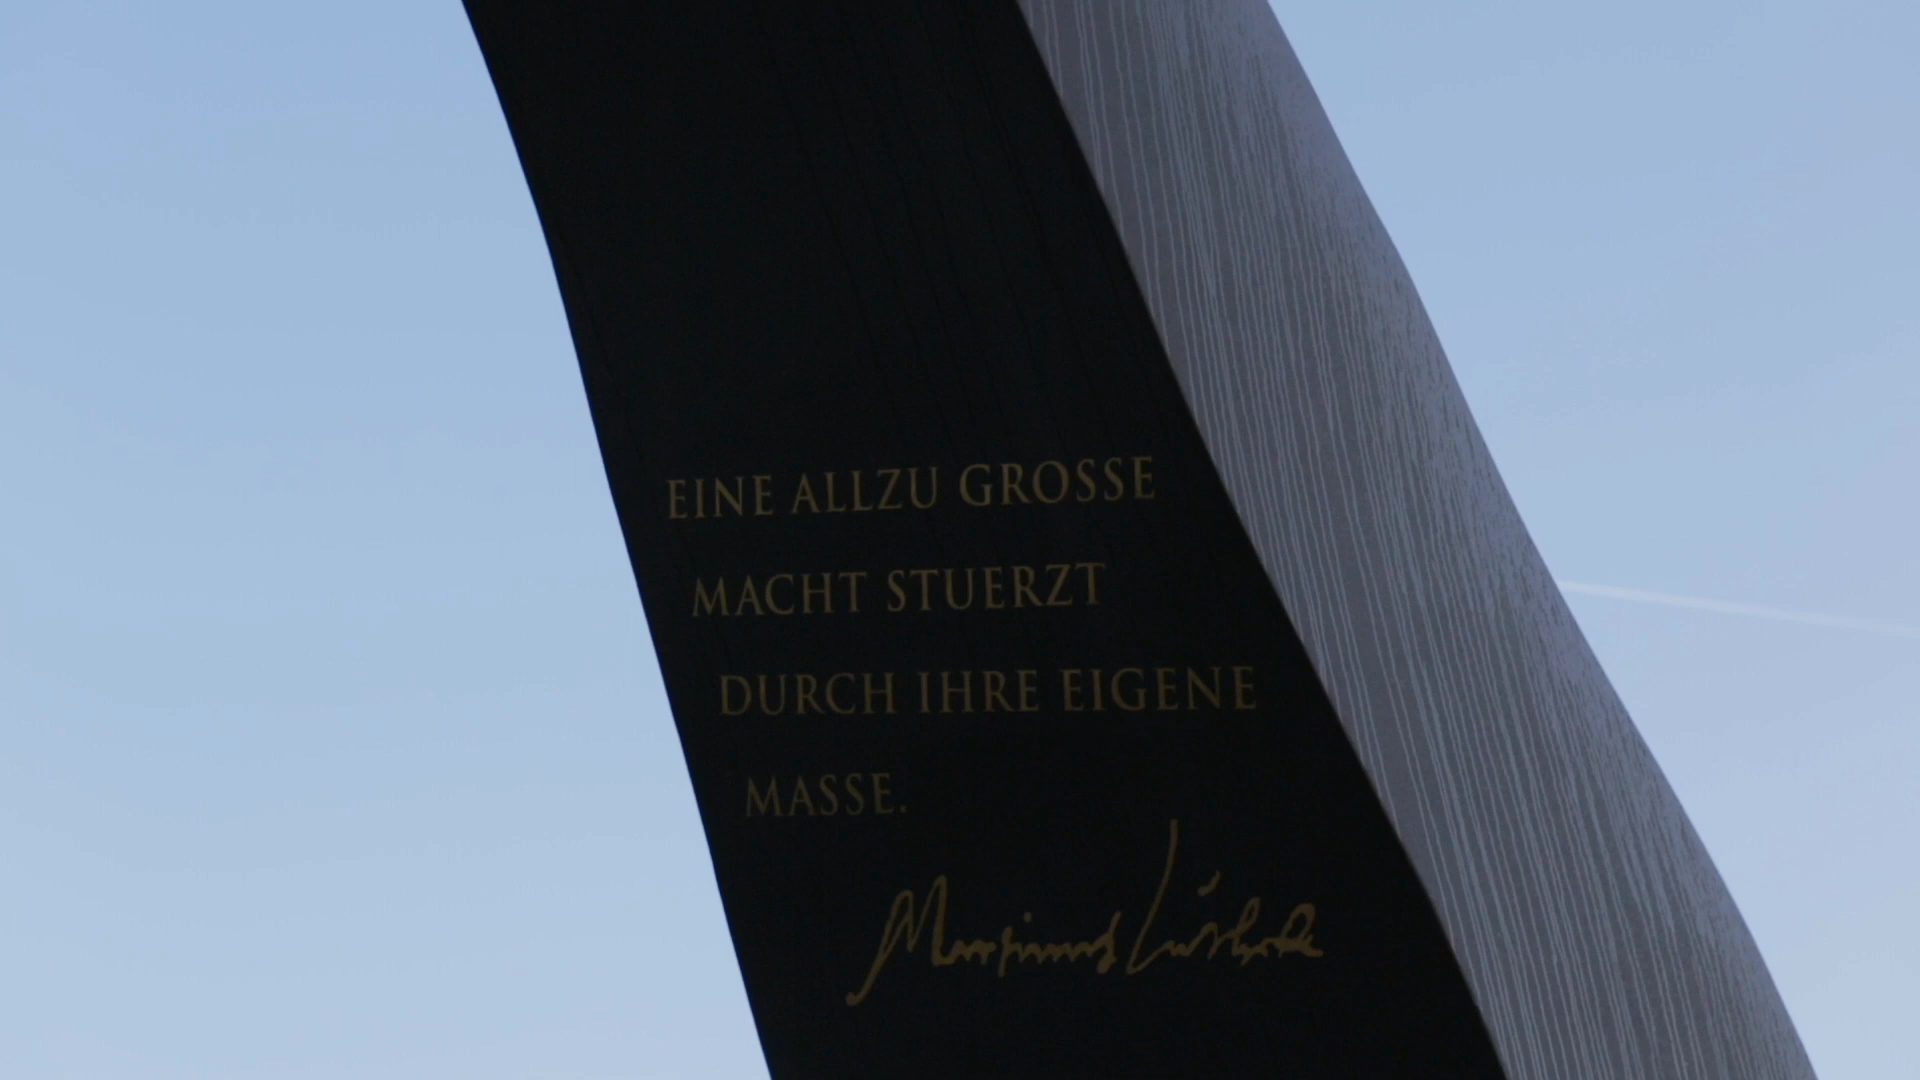 EINE ALLZU GROSSE
MACHT STUERZT
DURCH IHRE EIGENE
MASSE.